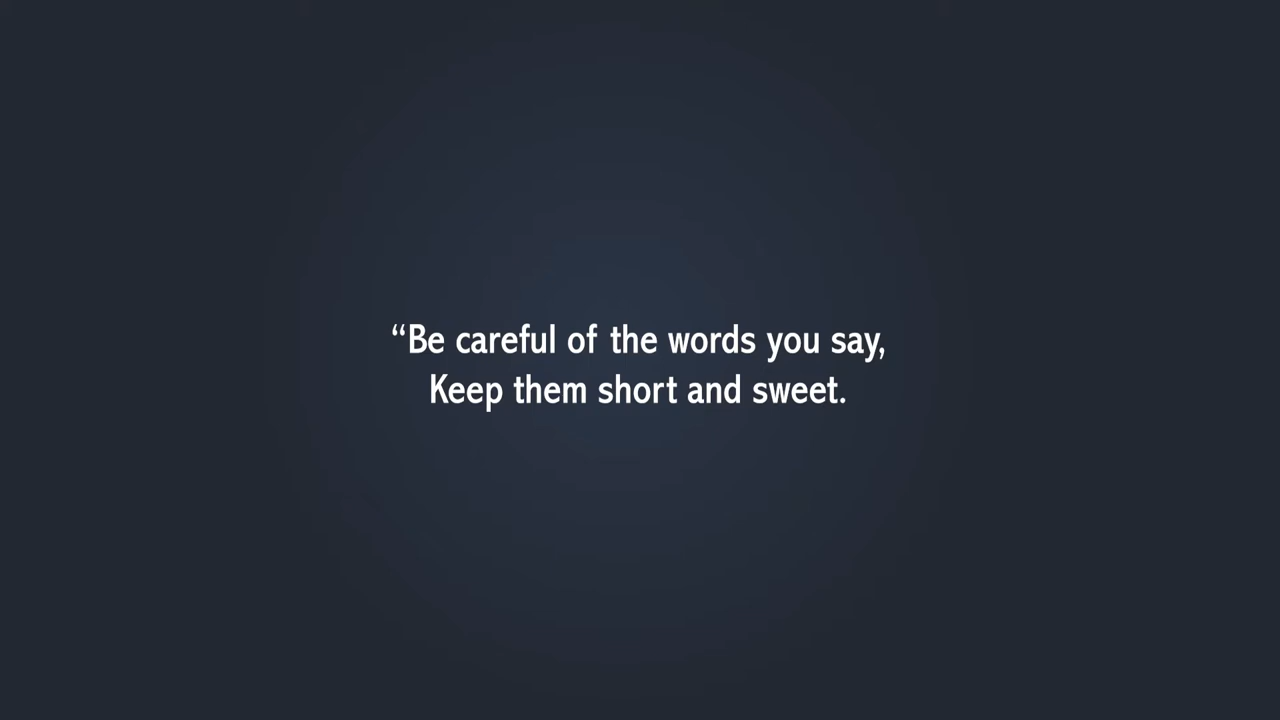 “Be careful of the words you say,
Keep them short and sweet.